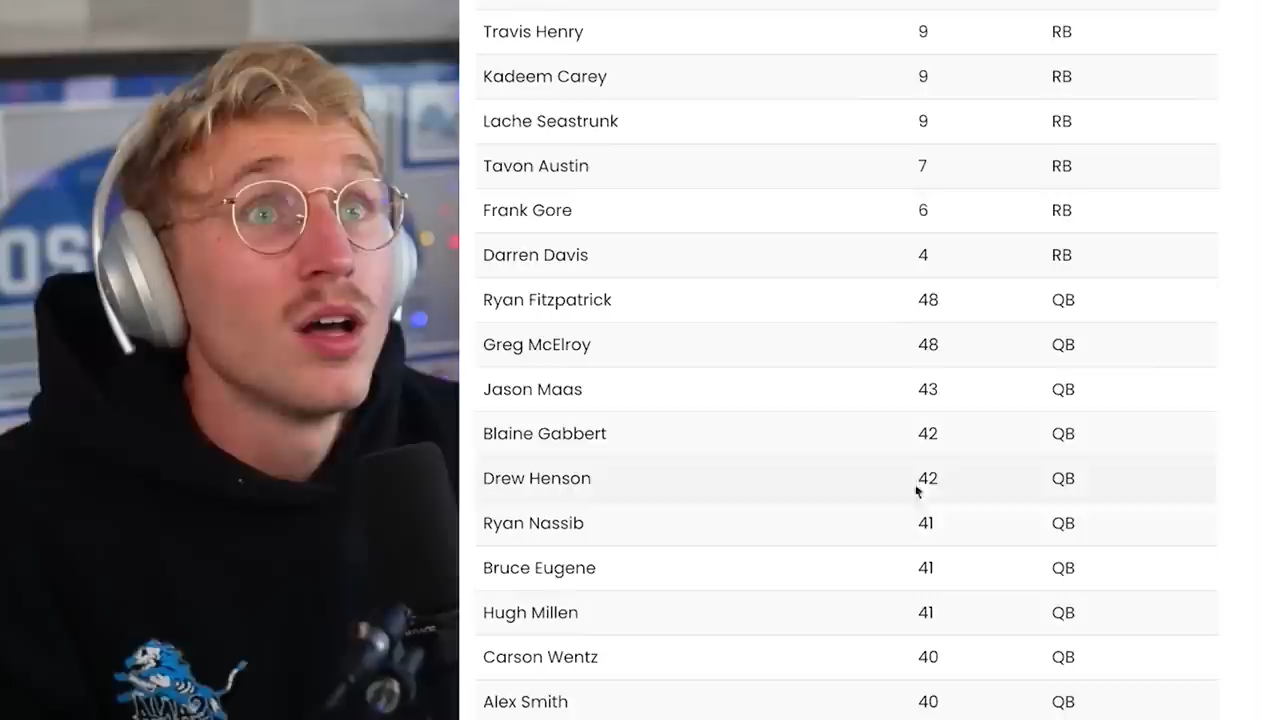 Travis Henry 9 RB
Kadeem Carey 9 RB
Lache Seastrunk 9 RB
Tavon Austin 7 RB
Frank Gore 6 RB
Darren Davis 4 RB
Ryan Fitzpatrick 48 QB
Greg McElroy 48 QB
Jason Maas 43 QB
Blaine Gabbert 42 QB
Drew Henson 42 QB
Ryan Nassib 41 QB
Bruce Eugene 41 QB
Hugh Millen 41 QB
Carson Wentz 40 QB
Alex Smith 40 QB
OS